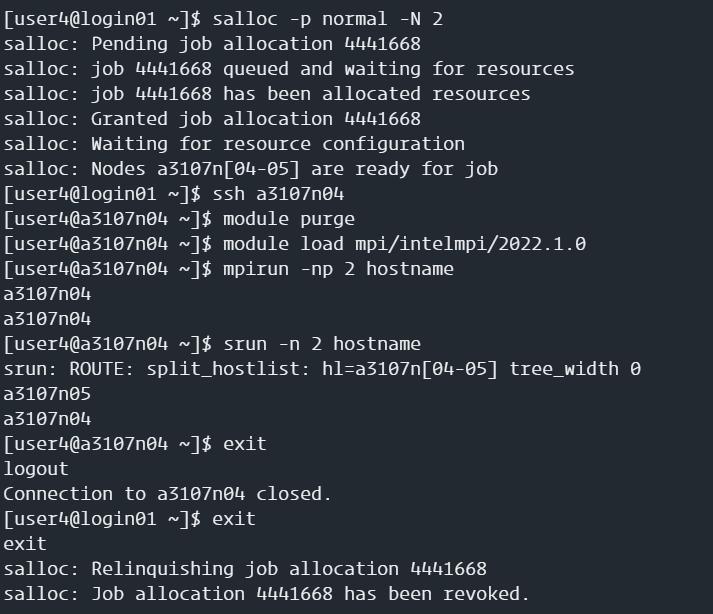 [user4@login01 ~]$ salloc -p normal -N 2
salloc: Pending job allocation 4441668
salloc: job 4441668 queued and waiting for resources
salloc: job 4441668 has been allocated resources
salloc: Granted job allocation 4441668
salloc: Waiting for resource configuration
salloc: Nodes a3107n[04-05] are ready for job
[user4@login01 ~]$ ssh a3107n04
[user4@a3107n04 ~]$ module purge
[user4@a3107n04 ~]$ module load mpi/intelmpi/2022.1.0
[user4@a3107n04 ~]$ mpirun -np 2 hostname
a3107n04
a3107n04
[user4@a3107n04 ~]$ srun -n 2 hostname
srun: ROUTE: split_hostlist: hl=a3107n[04-05] tree_width 0
a3107n05
a3107n04
[user4@a3107n04 ~]$ exit
logout
Connection to a3107n04 closed.
[user4@login01 ~]$ exit
exit
salloc: Relinquishing job allocation 4441668
salloc: Job allocation 4441668 has been revoked.